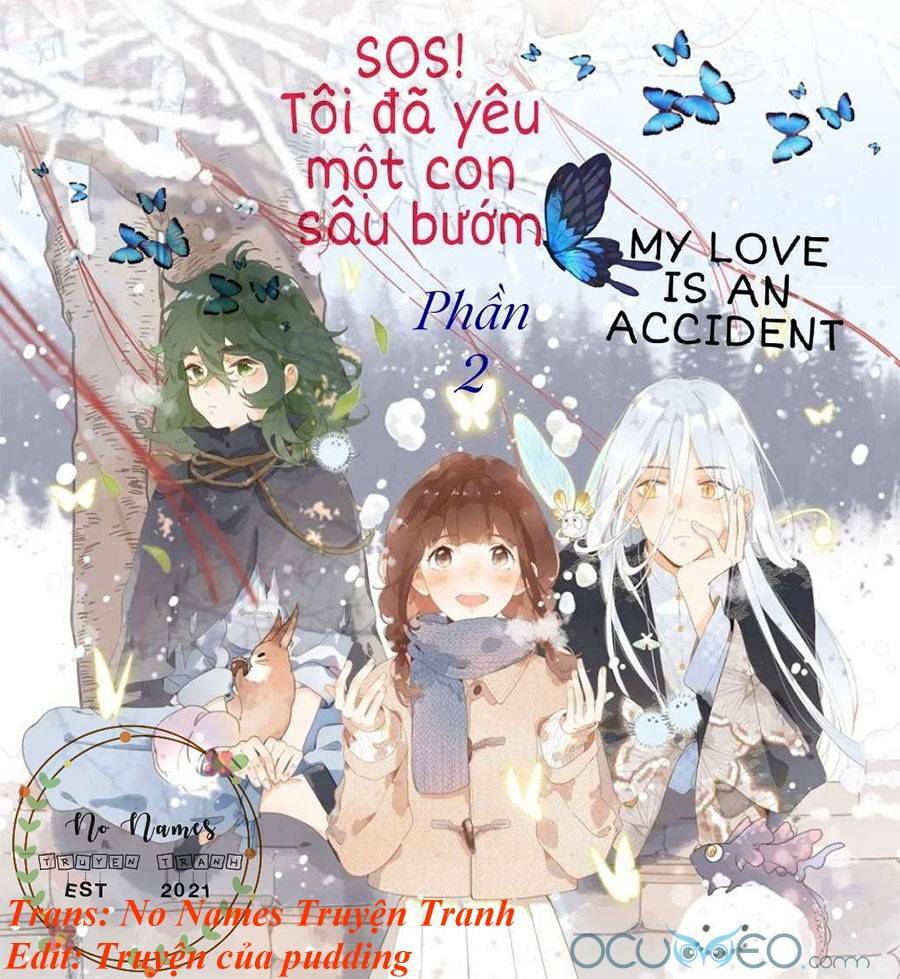 SOS!
Tôi đã yêu
một con
sâu bướm
MY LOVE
IS AN
ACCIDENT
Phần
2
No Names
TRUYEN TRANH
EST 2021
Trans: No Names Truyện Tranh
Edit: Truyện của pudding
OCUMEO.comm